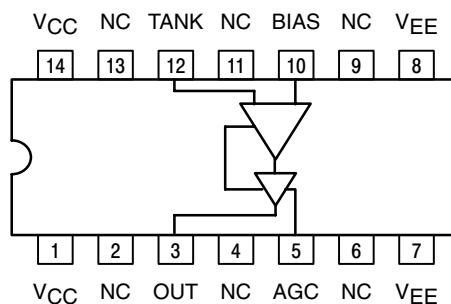 VCC NC TANK NC BIAS NC VEE
14 13 12 11 10 9 8
1 2 3 4 5 6 7
VCC NC OUT NC AGC NC VEE